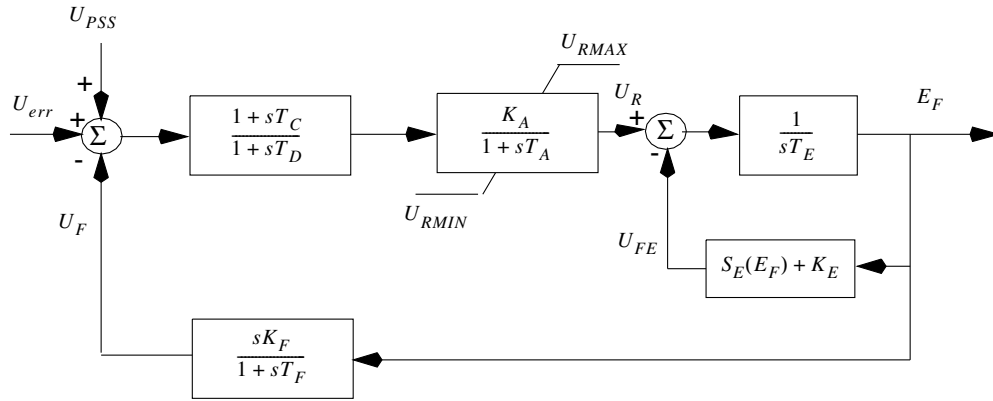 U_PSS
+
U_err
+
Σ
-
1 + sT_C
1 + sT_D
U_RMAX
K_A
1 + sT_A
U_RMIN
U_R
+
Σ
-
1
sT_E
E_F
U_F
U_FE
S_E(E_F) + K_E
sK_F
1 + sT_F